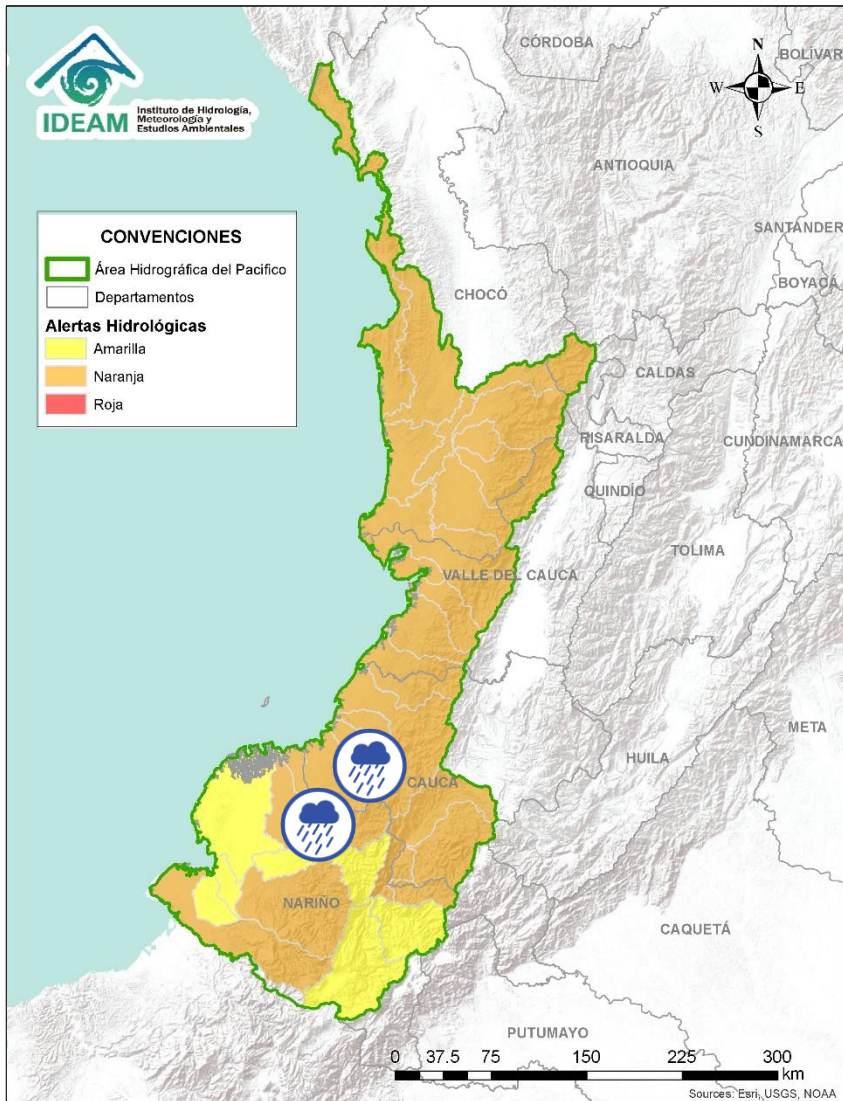 IDEAM
Instituto de Hidrología,
Meteorología y
Estudios Ambientales
N
W
E
S
CÓRDOBA
BOLÍVAR
ANTIOQUIA
SANTANDER
BOYACÁ
CHOCÓ
CONVENCIONES
Área Hidrográfica del Pacifico
Departamentos
Alertas Hidrológicas
Amarilla
Naranja
Roja
CALDAS
RISARALDA
CUNDINAMARCA
QUINDÍO
TOLIMA
VALLE DEL CAUCA
META
HUILA
CAUCA
NARIÑO
CAQUETÁ
PUTUMAYO
0 37.5 75 150 225 300
km
Sources: Esri, USGS, NOAA